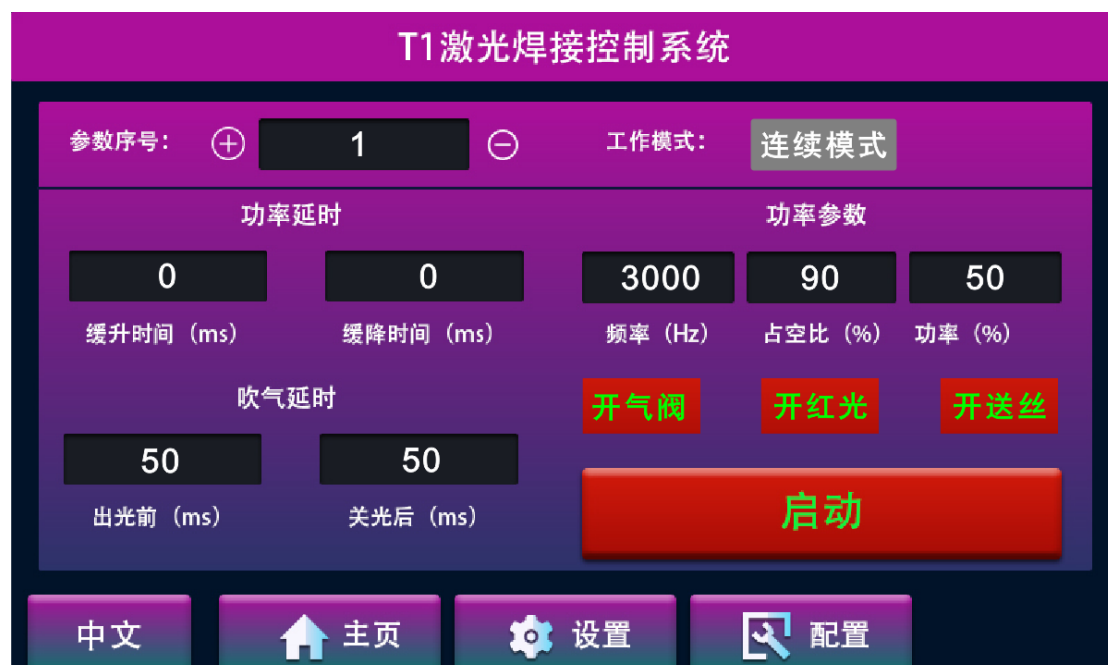 T1激光焊接控制系统
参数序号: 1 工作模式: 连续模式
功率延时 功率参数
0 0 3000 90 50
缓升时间（ms） 缓降时间（ms） 频率（Hz） 占空比（%） 功率（%）
吹气延时 开气阀 开红光 开送丝
50 50
出光前（ms） 关光后（ms） 启动
中文 主页 设置 配置